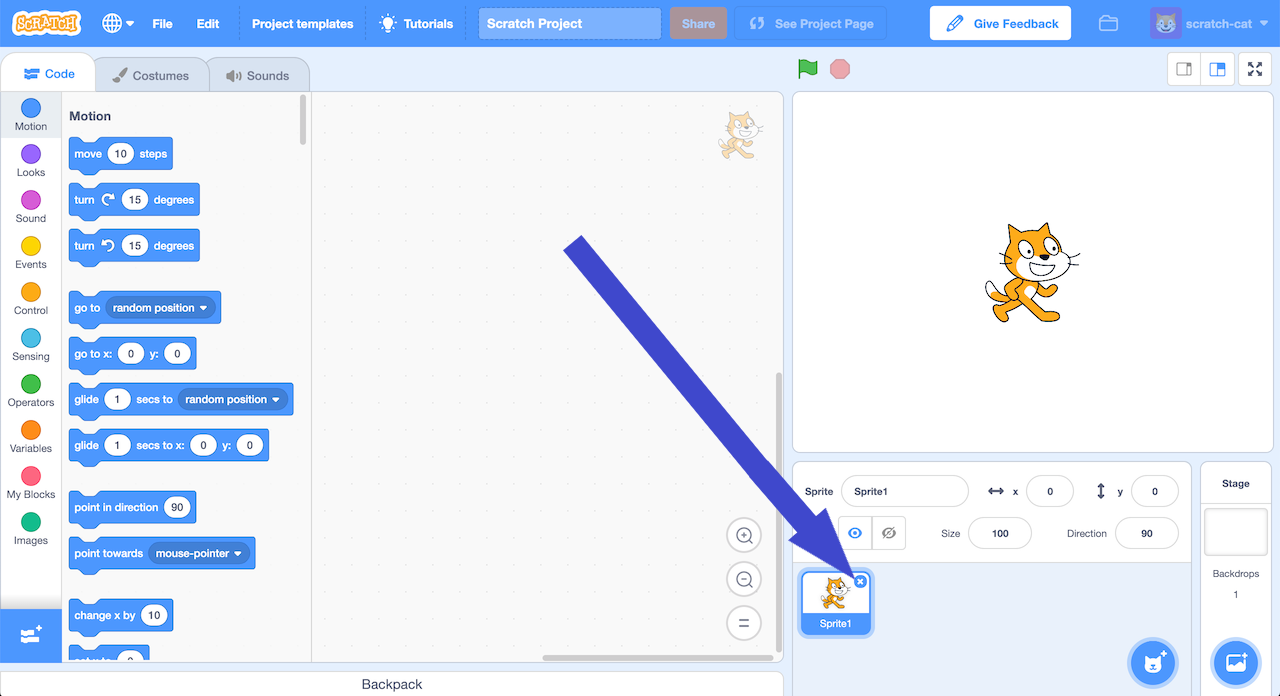 SCRATCH
File
Edit
Project templates
Tutorials
Scratch Project
Share
See Project Page
Give Feedback
scratch-cat
Code
Costumes
Sounds
Motion
Looks
Sound
Events
Control
Sensing
Operators
Variables
My Blocks
Images
Motion
move 10 steps
turn 15 degrees
turn 15 degrees
go to random position
go to x: 0 y: 0
glide 1 secs to random position
glide 1 secs to x: 0 y: 0
point in direction 90
point towards mouse-pointer
change x by 10
Backpack
Sprite Sprite1 x 0 y 0
Size 100 Direction 90
Sprite1
Stage
Backdrops
1